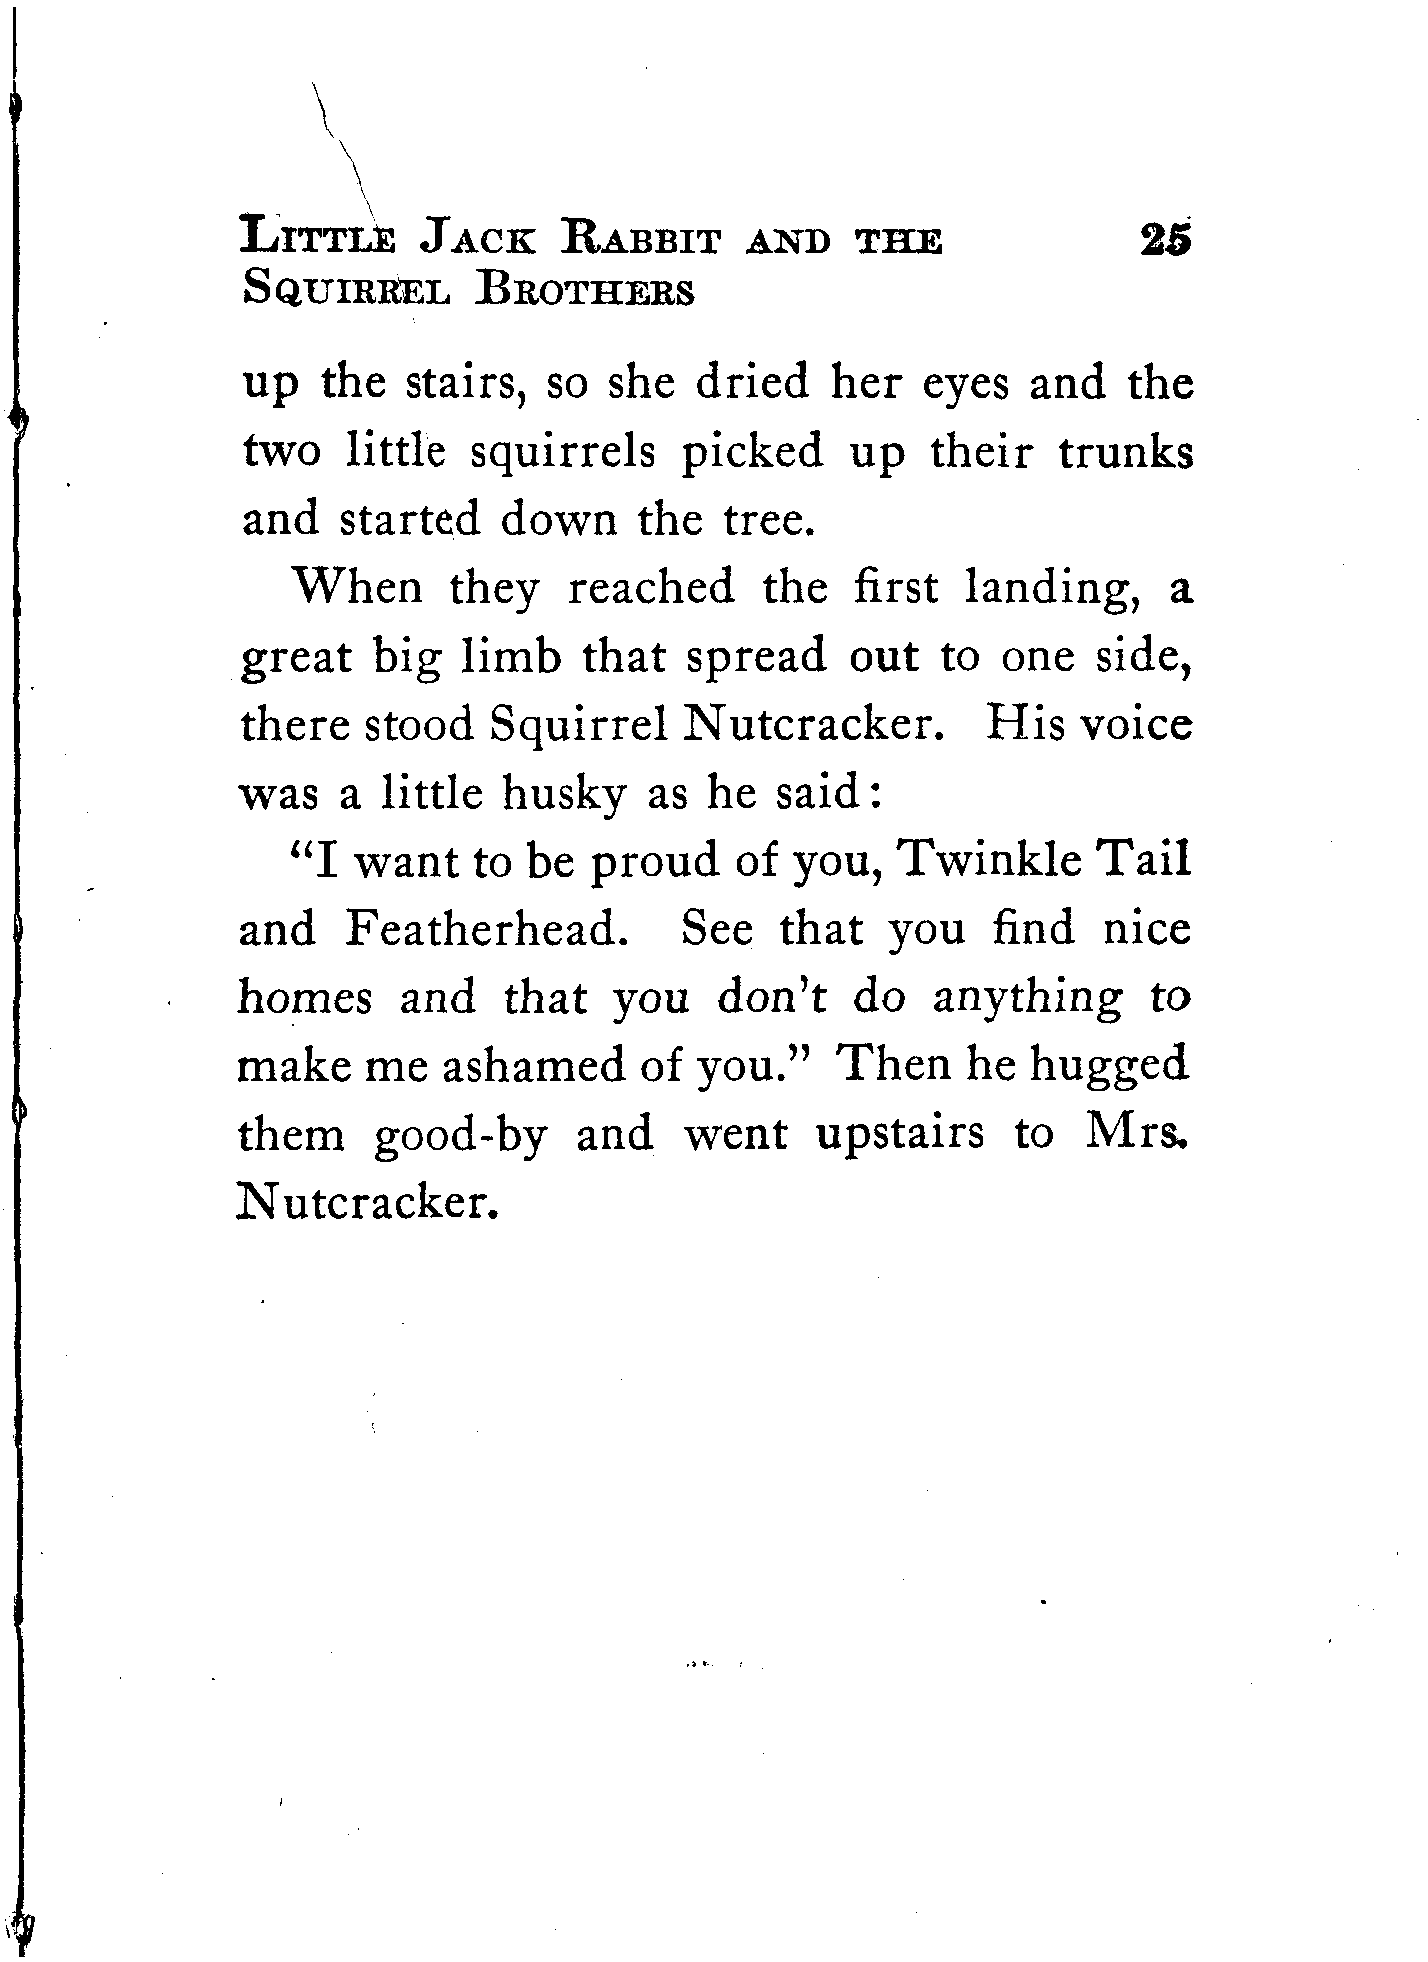 LITTLE JACK RABBIT AND THE 25
SQUIRREL BROTHERS
up the stairs, so she dried her eyes and the
two little squirrels picked up their trunks
and started down the tree.
When they reached the first landing, a
great big limb that spread out to one side,
there stood Squirrel Nutcracker. His voice
was a little husky as he said:
"I want to be proud of you, Twinkle Tail
and Featherhead. See that you find nice
homes and that you don't do anything to
make me ashamed of you." Then he hugged
them good-by and went upstairs to Mrs.
Nutcracker.